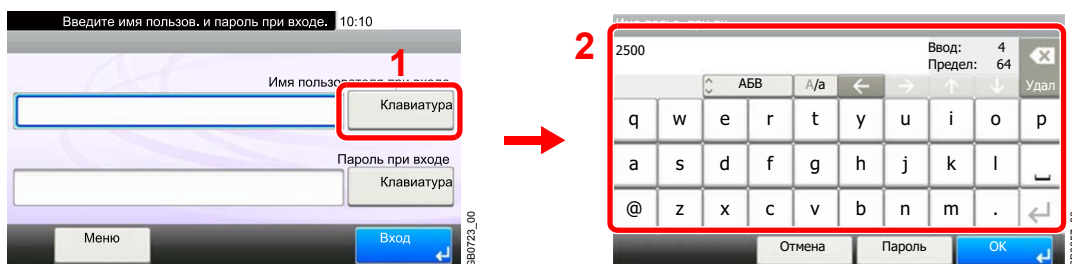 Введите имя пользов. и пароль при входе. 10:10
1
Имя пользователя при входе
Клавиатура
Пароль при входе
Клавиатура
Меню
Вход
GB0723_00
2
2500
Ввод: 4
Предел: 64
АБВ
A/a
Удал
q w e r t y u i o p
a s d f g h j k l
@ z x c v b n m .
Отмена
Пароль
OK